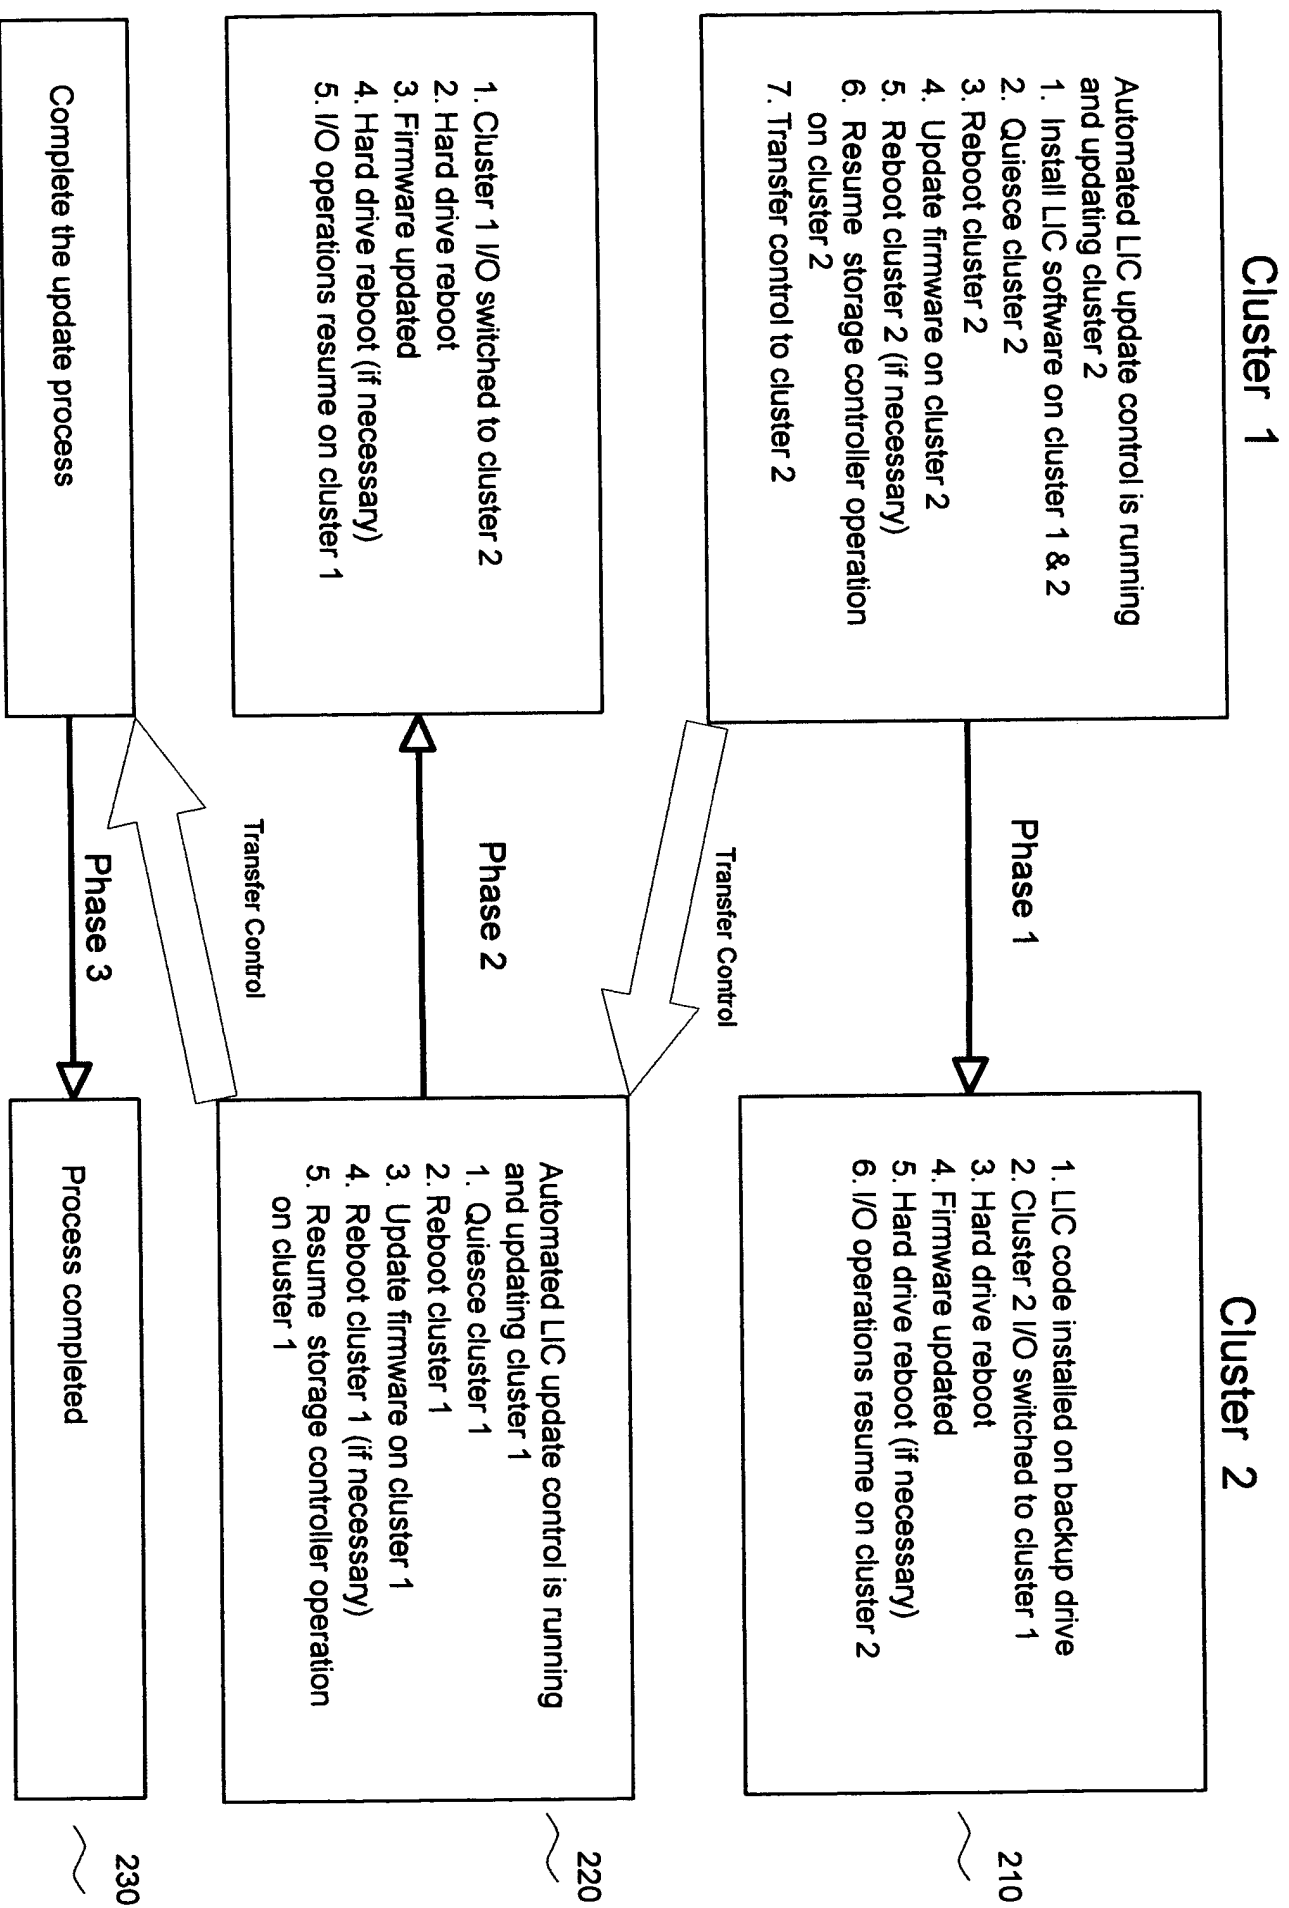 Cluster 1
Cluster 2
Automated LIC update control is running
and updating cluster 2
1. Install LIC software on cluster 1 & 2
2. Quiesce cluster 2
3. Reboot cluster 2
4. Update firmware on cluster 2
5. Reboot cluster 2 (if necessary)
6. Resume storage controller operation
on cluster 2
7. Transfer control to cluster 2
Phase 1
1. LIC code installed on backup drive
2. Cluster 2 I/O switched to cluster 1
3. Hard drive reboot
4. Firmware updated
5. Hard drive reboot (if necessary)
6. I/O operations resume on cluster 2
210
Transfer Control
1. Cluster 1 I/O switched to cluster 2
2. Hard drive reboot
3. Firmware updated
4. Hard drive reboot (if necessary)
5. I/O operations resume on cluster 1
Phase 2
Automated LIC update control is running
and updating cluster 1
1. Quiesce cluster 1
2. Reboot cluster 1
3. Update firmware on cluster 1
4. Reboot cluster 1 (if necessary)
5. Resume storage controller operation
on cluster 1
220
Transfer Control
Complete the update process
Phase 3
Process completed
230